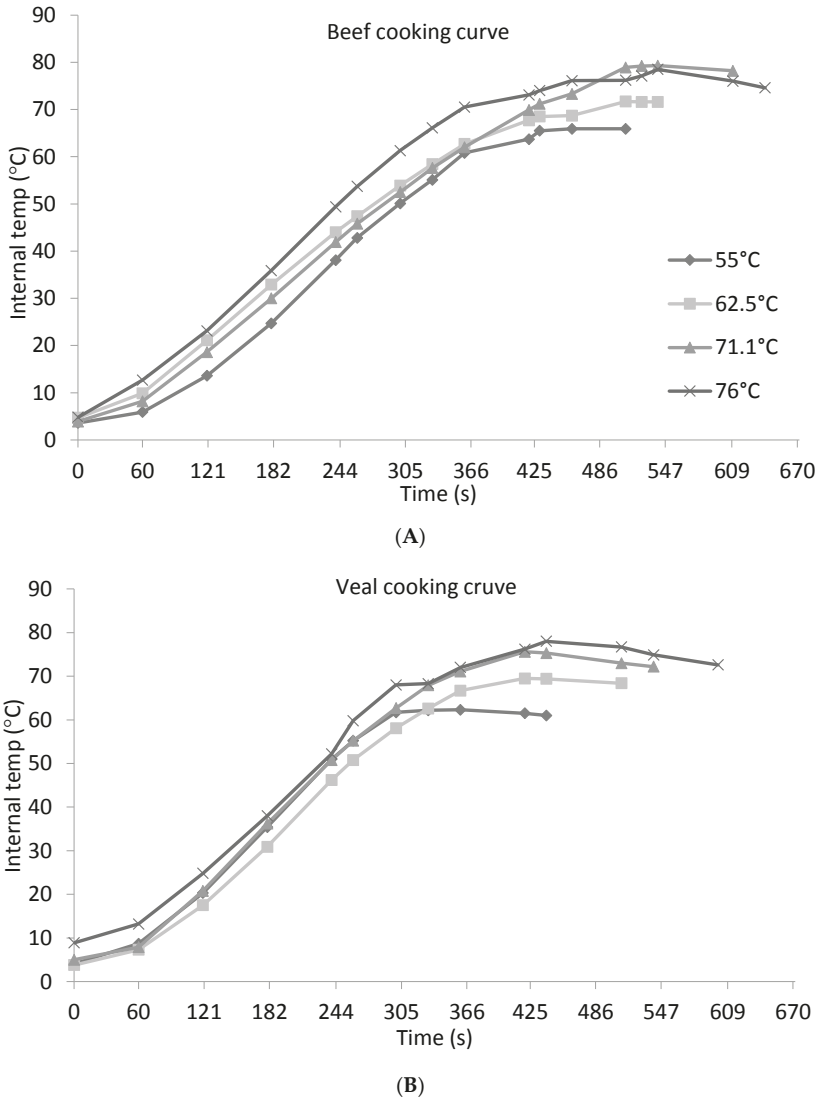 Beef cooking curve
90
80
70
60
50
40
30
20
10
0
Internal temp (°C)
55°C
62.5°C
71.1°C
76°C
0 60 121 182 244 305 366 425 486 547 609 670
Time (s)
(A)
Veal cooking cruve
90
80
70
60
50
40
30
20
10
0
Internal temp (°C)
0 60 121 182 244 305 366 425 486 547 609 670
Time (s)
(B)